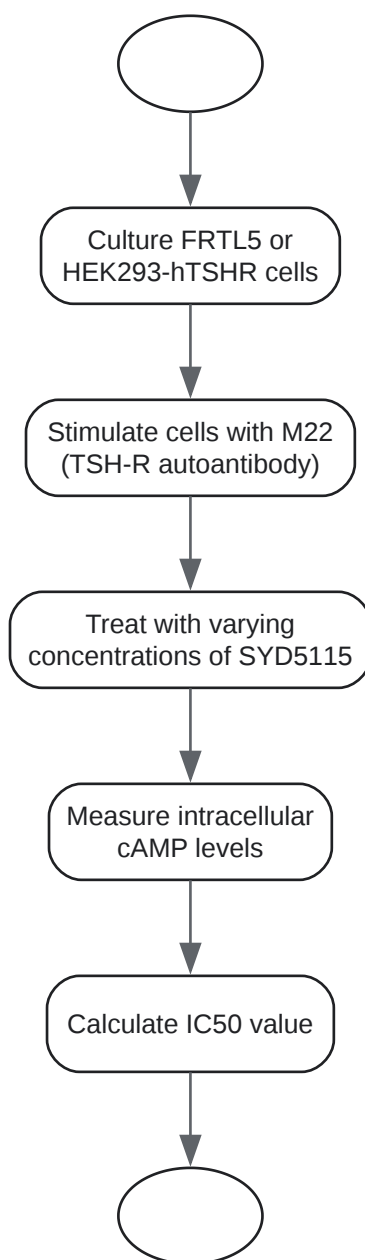 Culture FRTL5 or
HEK293-hTSHR cells
Stimulate cells with M22
(TSH-R autoantibody)
Treat with varying
concentrations of SYD5115
Measure intracellular
cAMP levels
Calculate IC50 value